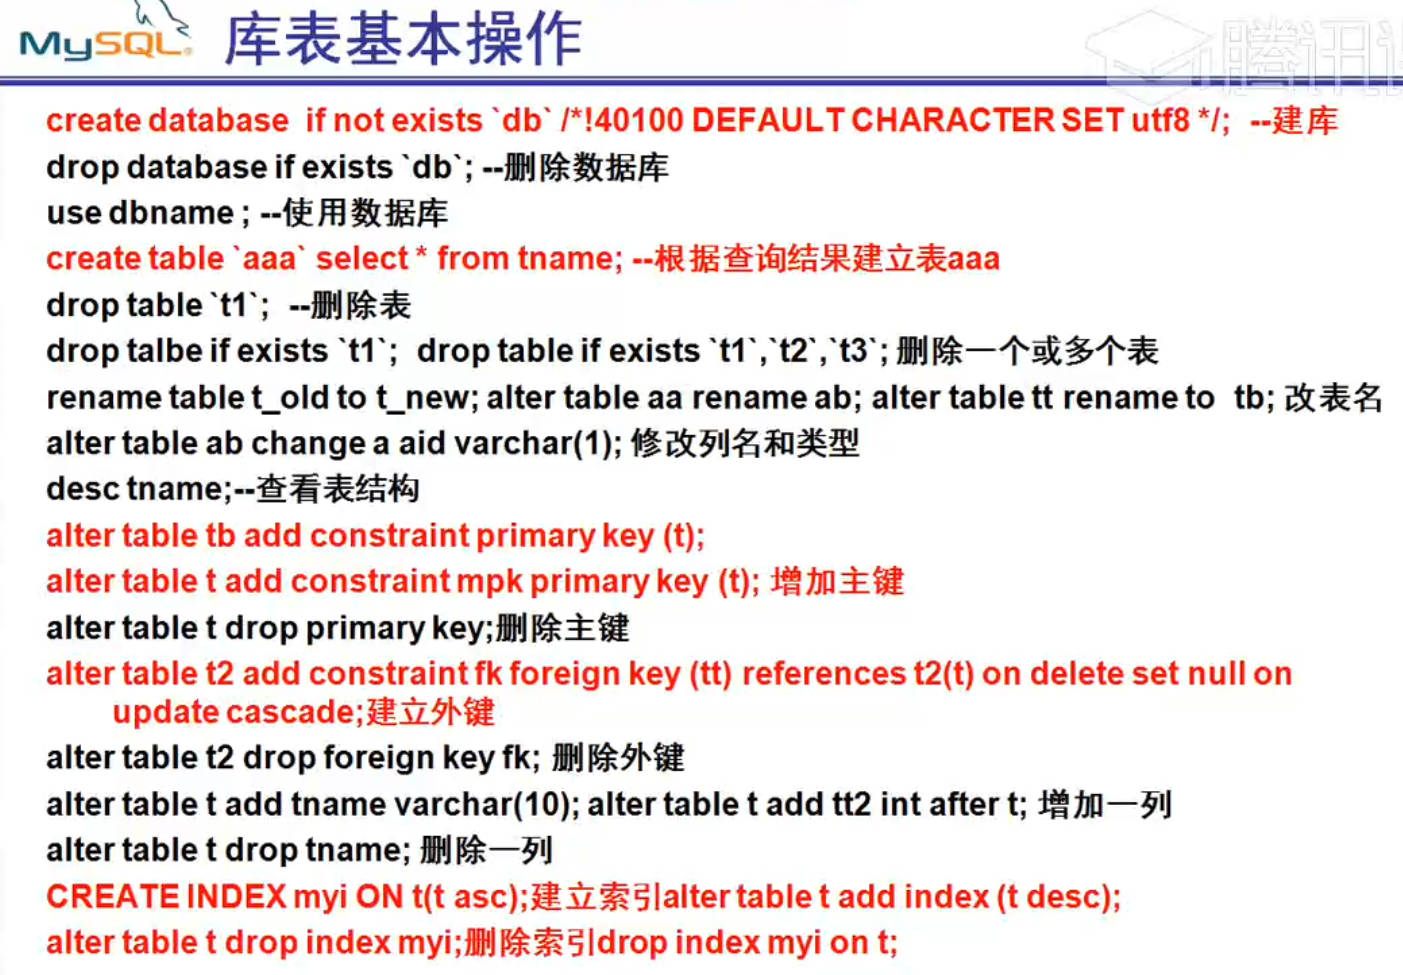 MySQL® 库表基本操作
腾讯
create database if not exists `db` /*!40100 DEFAULT CHARACTER SET utf8 */; --建库
drop database if exists `db`; --删除数据库
use dbname ; --使用数据库
create table `aaa` select * from tname; --根据查询结果建立表aaa
drop table `t1`; --删除表
drop talbe if exists `t1`; drop table if exists `t1`,`t2`,`t3`; 删除一个或多个表
rename table t_old to t_new; alter table aa rename ab; alter table tt rename to tb; 改表名
alter table ab change a aid varchar(1); 修改列名和类型
desc tname;--查看表结构
alter table tb add constraint primary key (t);
alter table t add constraint mpk primary key (t); 增加主键
alter table t drop primary key;删除主键
alter table t2 add constraint fk foreign key (tt) references t2(t) on delete set null on
update cascade;建立外键
alter table t2 drop foreign key fk; 删除外键
alter table t add tname varchar(10); alter table t add tt2 int after t; 增加一列
alter table t drop tname; 删除一列
CREATE INDEX myi ON t(t asc);建立索引alter table t add index (t desc);
alter table t drop index myi;删除索引drop index myi on t;